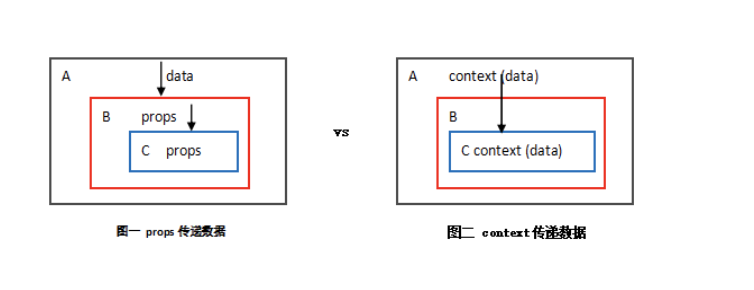 A data
B props
C props
图一 props 传递数据
vs
A context (data)
B
C context (data)
图二 context 传递数据